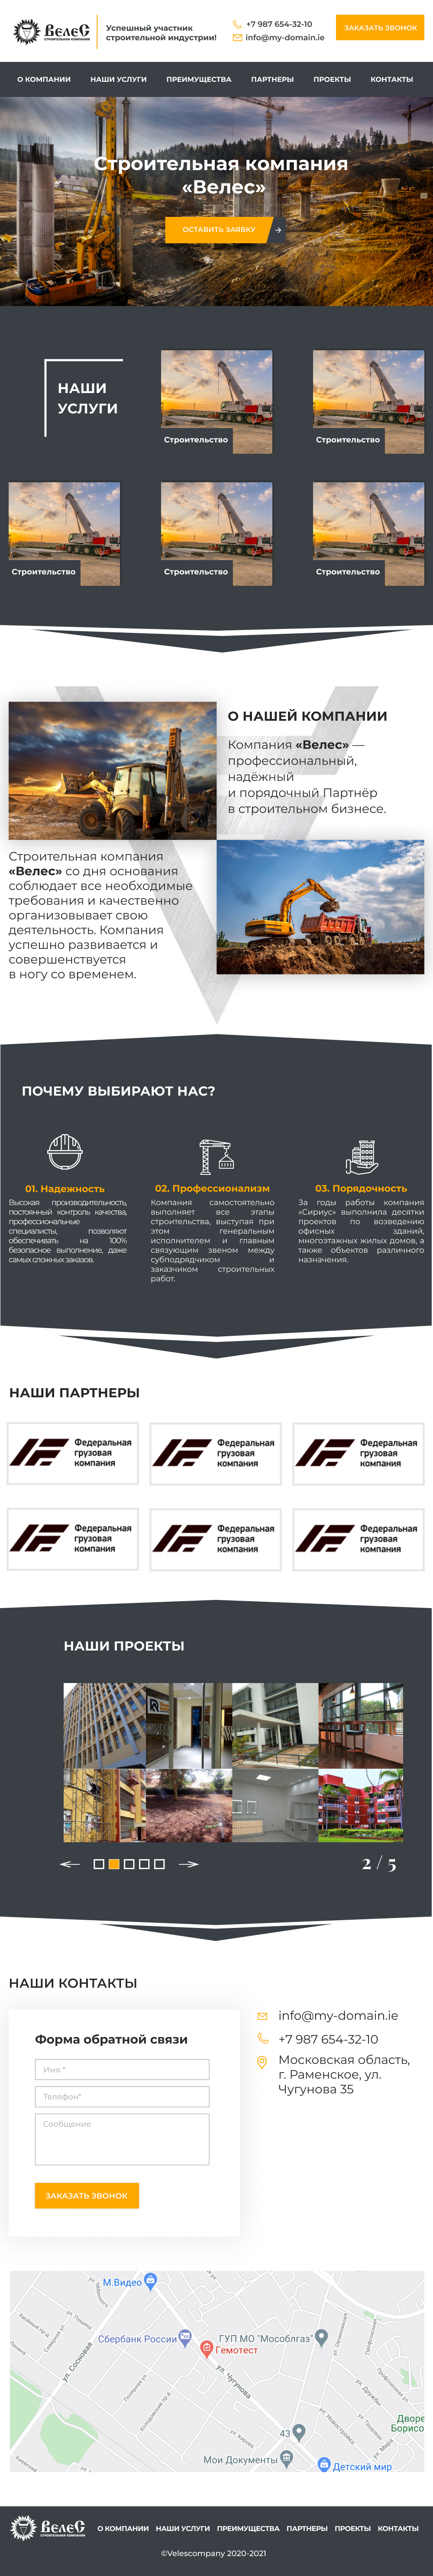 ВелеС
СТРОИТЕЛЬНАЯ КОМПАНИЯ
Успешный участник
строительной индустрии!
+7 987 654-32-10
info@my-domain.ie
ЗАКАЗАТЬ ЗВОНОК
О КОМПАНИИ НАШИ УСЛУГИ ПРЕИМУЩЕСТВА ПАРТНЕРЫ ПРОЕКТЫ КОНТАКТЫ
Строительная компания
«Велес»
ОСТАВИТЬ ЗАЯВКУ
НАШИ
УСЛУГИ
Строительство
Строительство
Строительство
Строительство
Строительство
О НАШЕЙ КОМПАНИИ
Компания «Велес» —
профессиональный,
надёжный
и порядочный Партнёр
в строительном бизнесе.
Строительная компания
«Велес» со дня основания
соблюдает все необходимые
требования и качественно
организовывает свою
деятельность. Компания
успешно развивается и
совершенствуется
в ногу со временем.
ПОЧЕМУ ВЫБИРАЮТ НАС?
01. Надежность
Высокая производительность,
постоянный контроль качества,
профессиональные
специалисты, позволяют
обеспечивать на 100%
безопасное выполнение, даже
самых сложных заказов.
02. Профессионализм
Компания самостоятельно
выполняет все этапы
строительства, выступая при
этом генеральным
исполнителем и главным
связующим звеном между
субподрядчиком и
заказчиком строительных
работ.
03. Порядочность
За годы работы компания
«Сириус» выполнила десятки
проектов по возведению
офисных зданий,
многоэтажных жилых домов, а
также объектов различного
назначения.
НАШИ ПАРТНЕРЫ
Федеральная
грузовая
компания
Федеральная
грузовая
компания
Федеральная
грузовая
компания
Федеральная
грузовая
компания
Федеральная
грузовая
компания
Федеральная
грузовая
компания
НАШИ ПРОЕКТЫ
2 / 5
НАШИ КОНТАКТЫ
Форма обратной связи
Имя *
Телефон*
Сообщение
ЗАКАЗАТЬ ЗВОНОК
info@my-domain.ie
+7 987 654-32-10
Московская область,
г. Раменское, ул.
Чугунова 35
М.Видео
Сбербанк России
ГУП МО "Мособлгаз"
Гемотест
ул. Сосновая
ул. Чугунова
43
Мои Документы
Детский мир
Дворе
Борисо
ВелеС
СТРОИТЕЛЬНАЯ КОМПАНИЯ
О КОМПАНИИ НАШИ УСЛУГИ ПРЕИМУЩЕСТВА ПАРТНЕРЫ ПРОЕКТЫ КОНТАКТЫ
©Velescompany 2020-2021